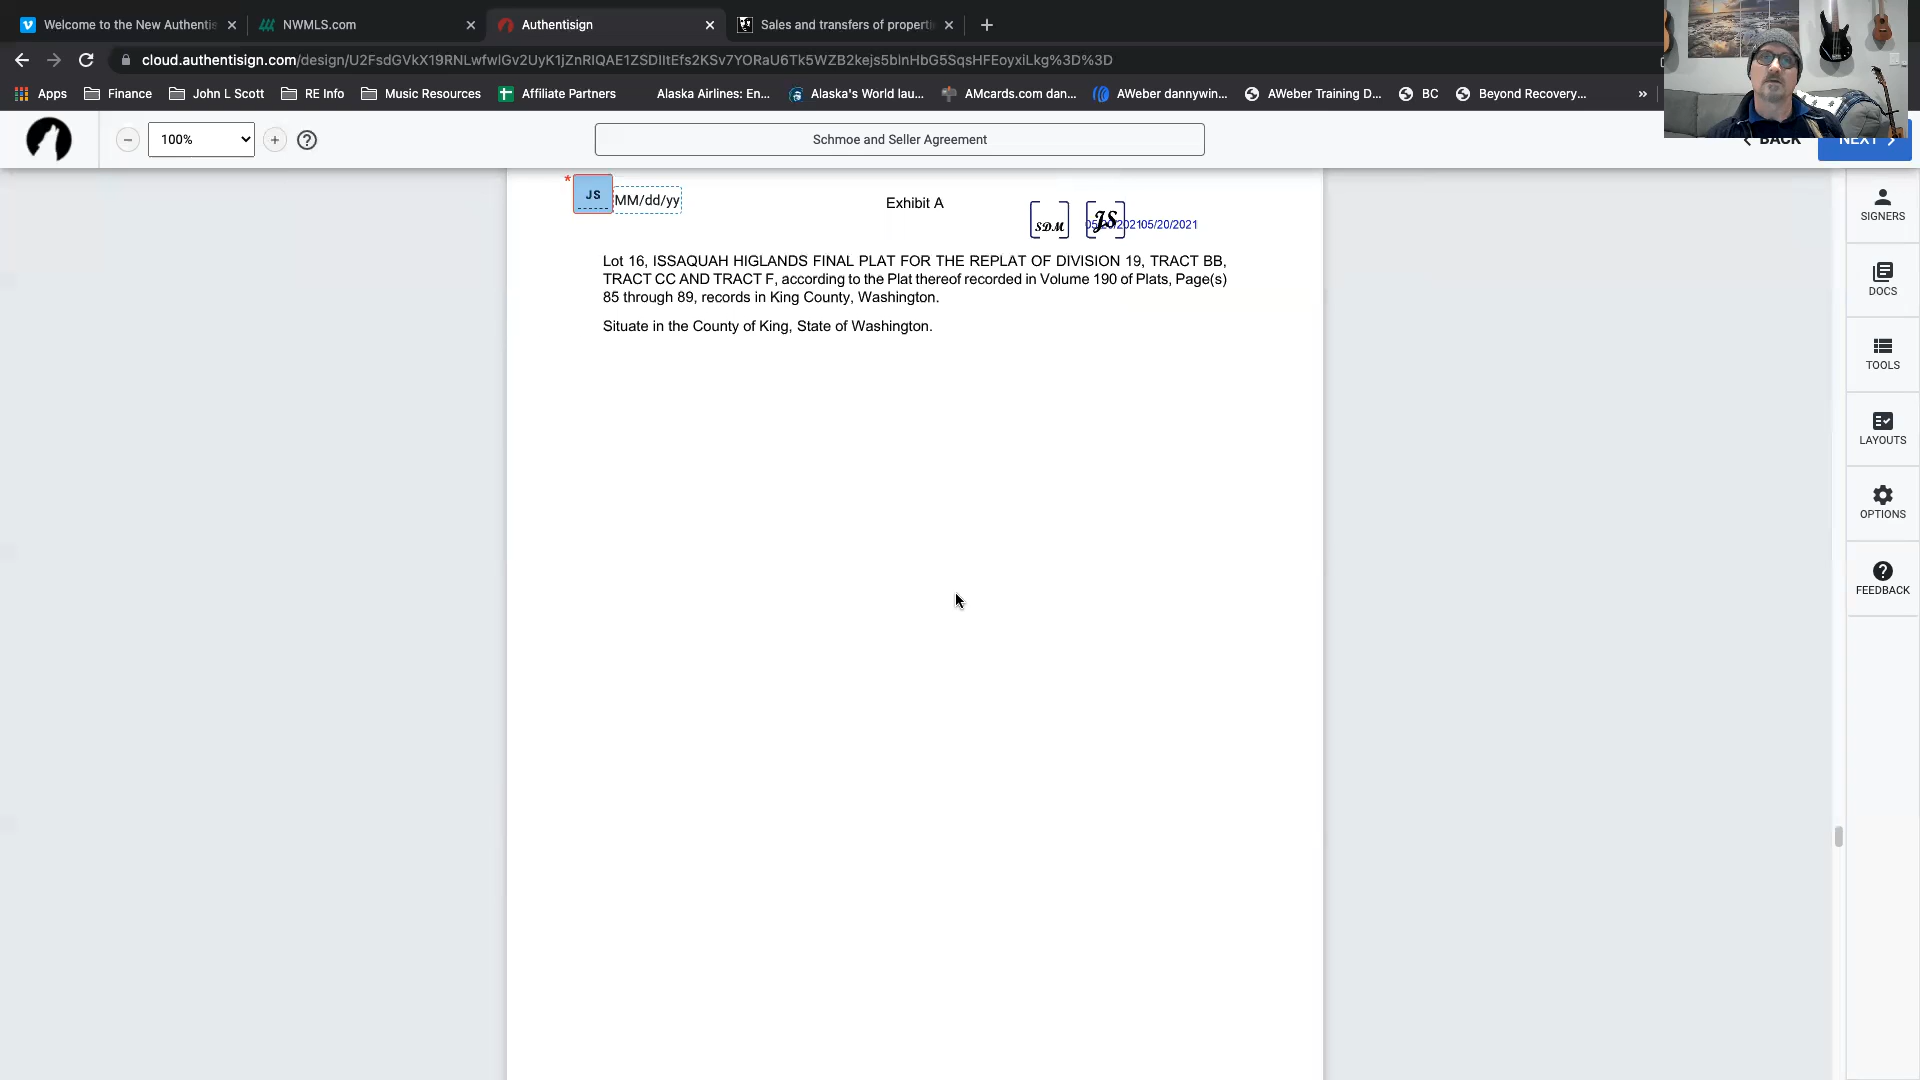 Welcome to the New Authentis
NWMLS.com
Authentisign
Sales and transfers of properti
cloud.authentisign.com/design/U2FsdGVkX19RNLwfwIGv2UyK1jZnRIQAE1ZSDIItEfs2KSv7YORaU6Tk5WZB2kejs5bInHbG5SqsHFEoyxiLkg%3D%3D
Apps Finance John L Scott RE Info Music Resources Affiliate Partners Alaska Airlines: En... Alaska's World lau... AMcards.com dan... AWeber dannywin... AWeber Training D... BC Beyond Recovery... »
100%
Schmoe and Seller Agreement
BACK
NEXT
* JS MM/dd/yy
Exhibit A
SDM JS 05/20/2021
Lot 16, ISSAQUAH HIGLANDS FINAL PLAT FOR THE REPLAT OF DIVISION 19, TRACT BB,
TRACT CC AND TRACT F, according to the Plat thereof recorded in Volume 190 of Plats, Page(s)
85 through 89, records in King County, Washington.
Situate in the County of King, State of Washington.
SIGNERS
DOCS
TOOLS
LAYOUTS
OPTIONS
FEEDBACK